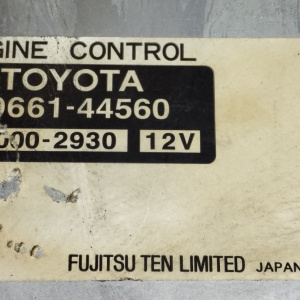 GINE CONTROL
TOYOTA
9661-44560
000-2930 12V
FUJITSU TEN LIMITED JAPAN